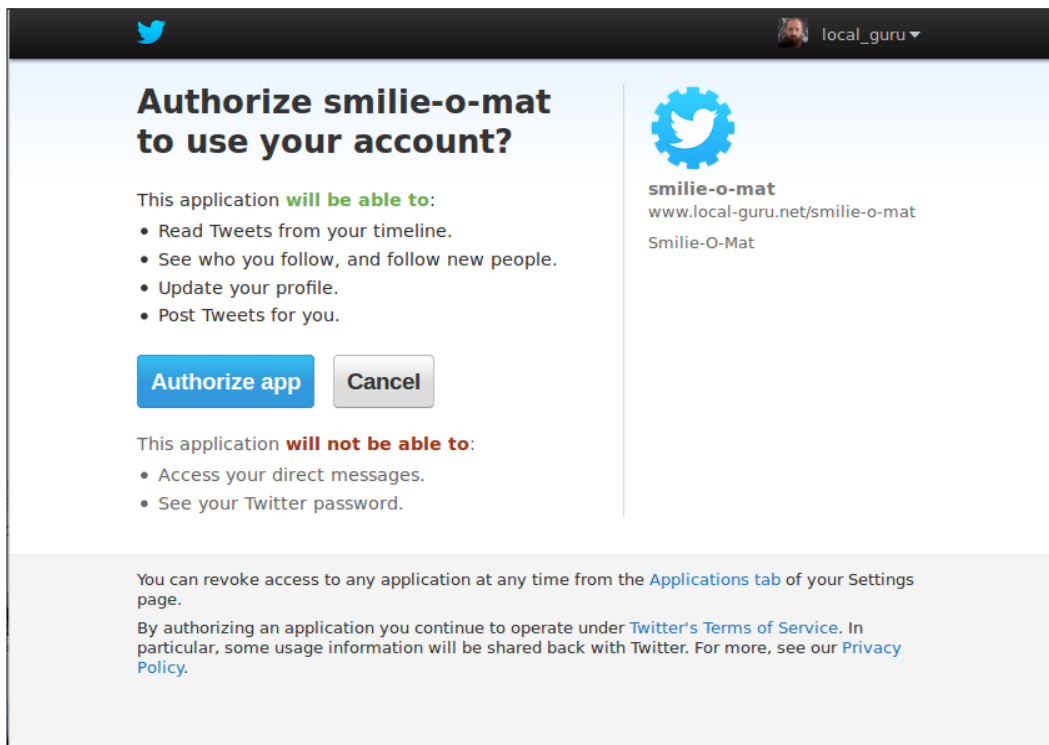 local_guru
Authorize smilie-o-mat
to use your account?
This application will be able to:
• Read Tweets from your timeline.
• See who you follow, and follow new people.
• Update your profile.
• Post Tweets for you.
Authorize app Cancel
This application will not be able to:
• Access your direct messages.
• See your Twitter password.
smilie-o-mat
www.local-guru.net/smilie-o-mat
Smilie-O-Mat
You can revoke access to any application at any time from the Applications tab of your Settings
page.
By authorizing an application you continue to operate under Twitter's Terms of Service. In
particular, some usage information will be shared back with Twitter. For more, see our Privacy
Policy.